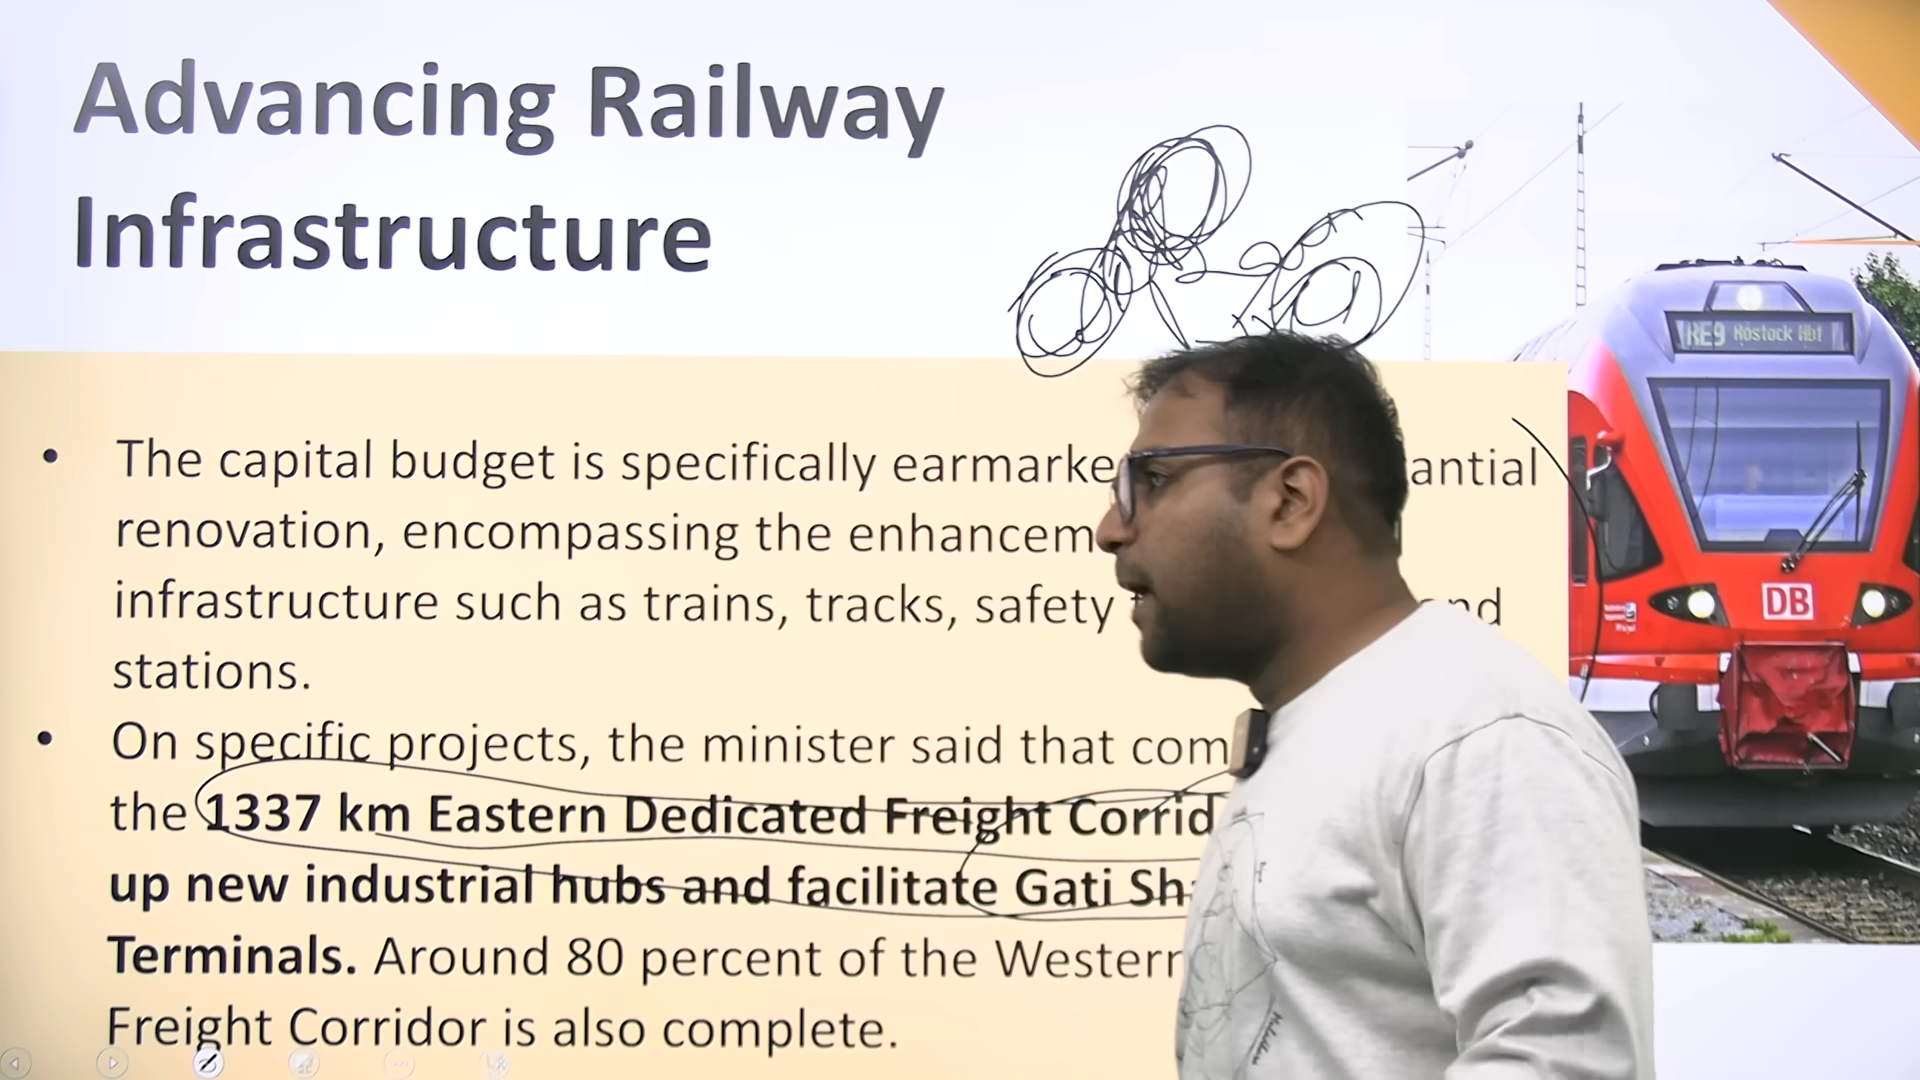 Advancing Railway
Infrastructure
RE9 Rostock Hbf
• The capital budget is specifically earmarke antial
renovation, encompassing the enhancem
infrastructure such as trains, tracks, safety nd
stations.
DB
• On specific projects, the minister said that com
the 1337 km Eastern Dedicated Freight Corrid
up new industrial hubs and facilitate Gati Sh
Terminals. Around 80 percent of the Western
Freight Corridor is also complete.